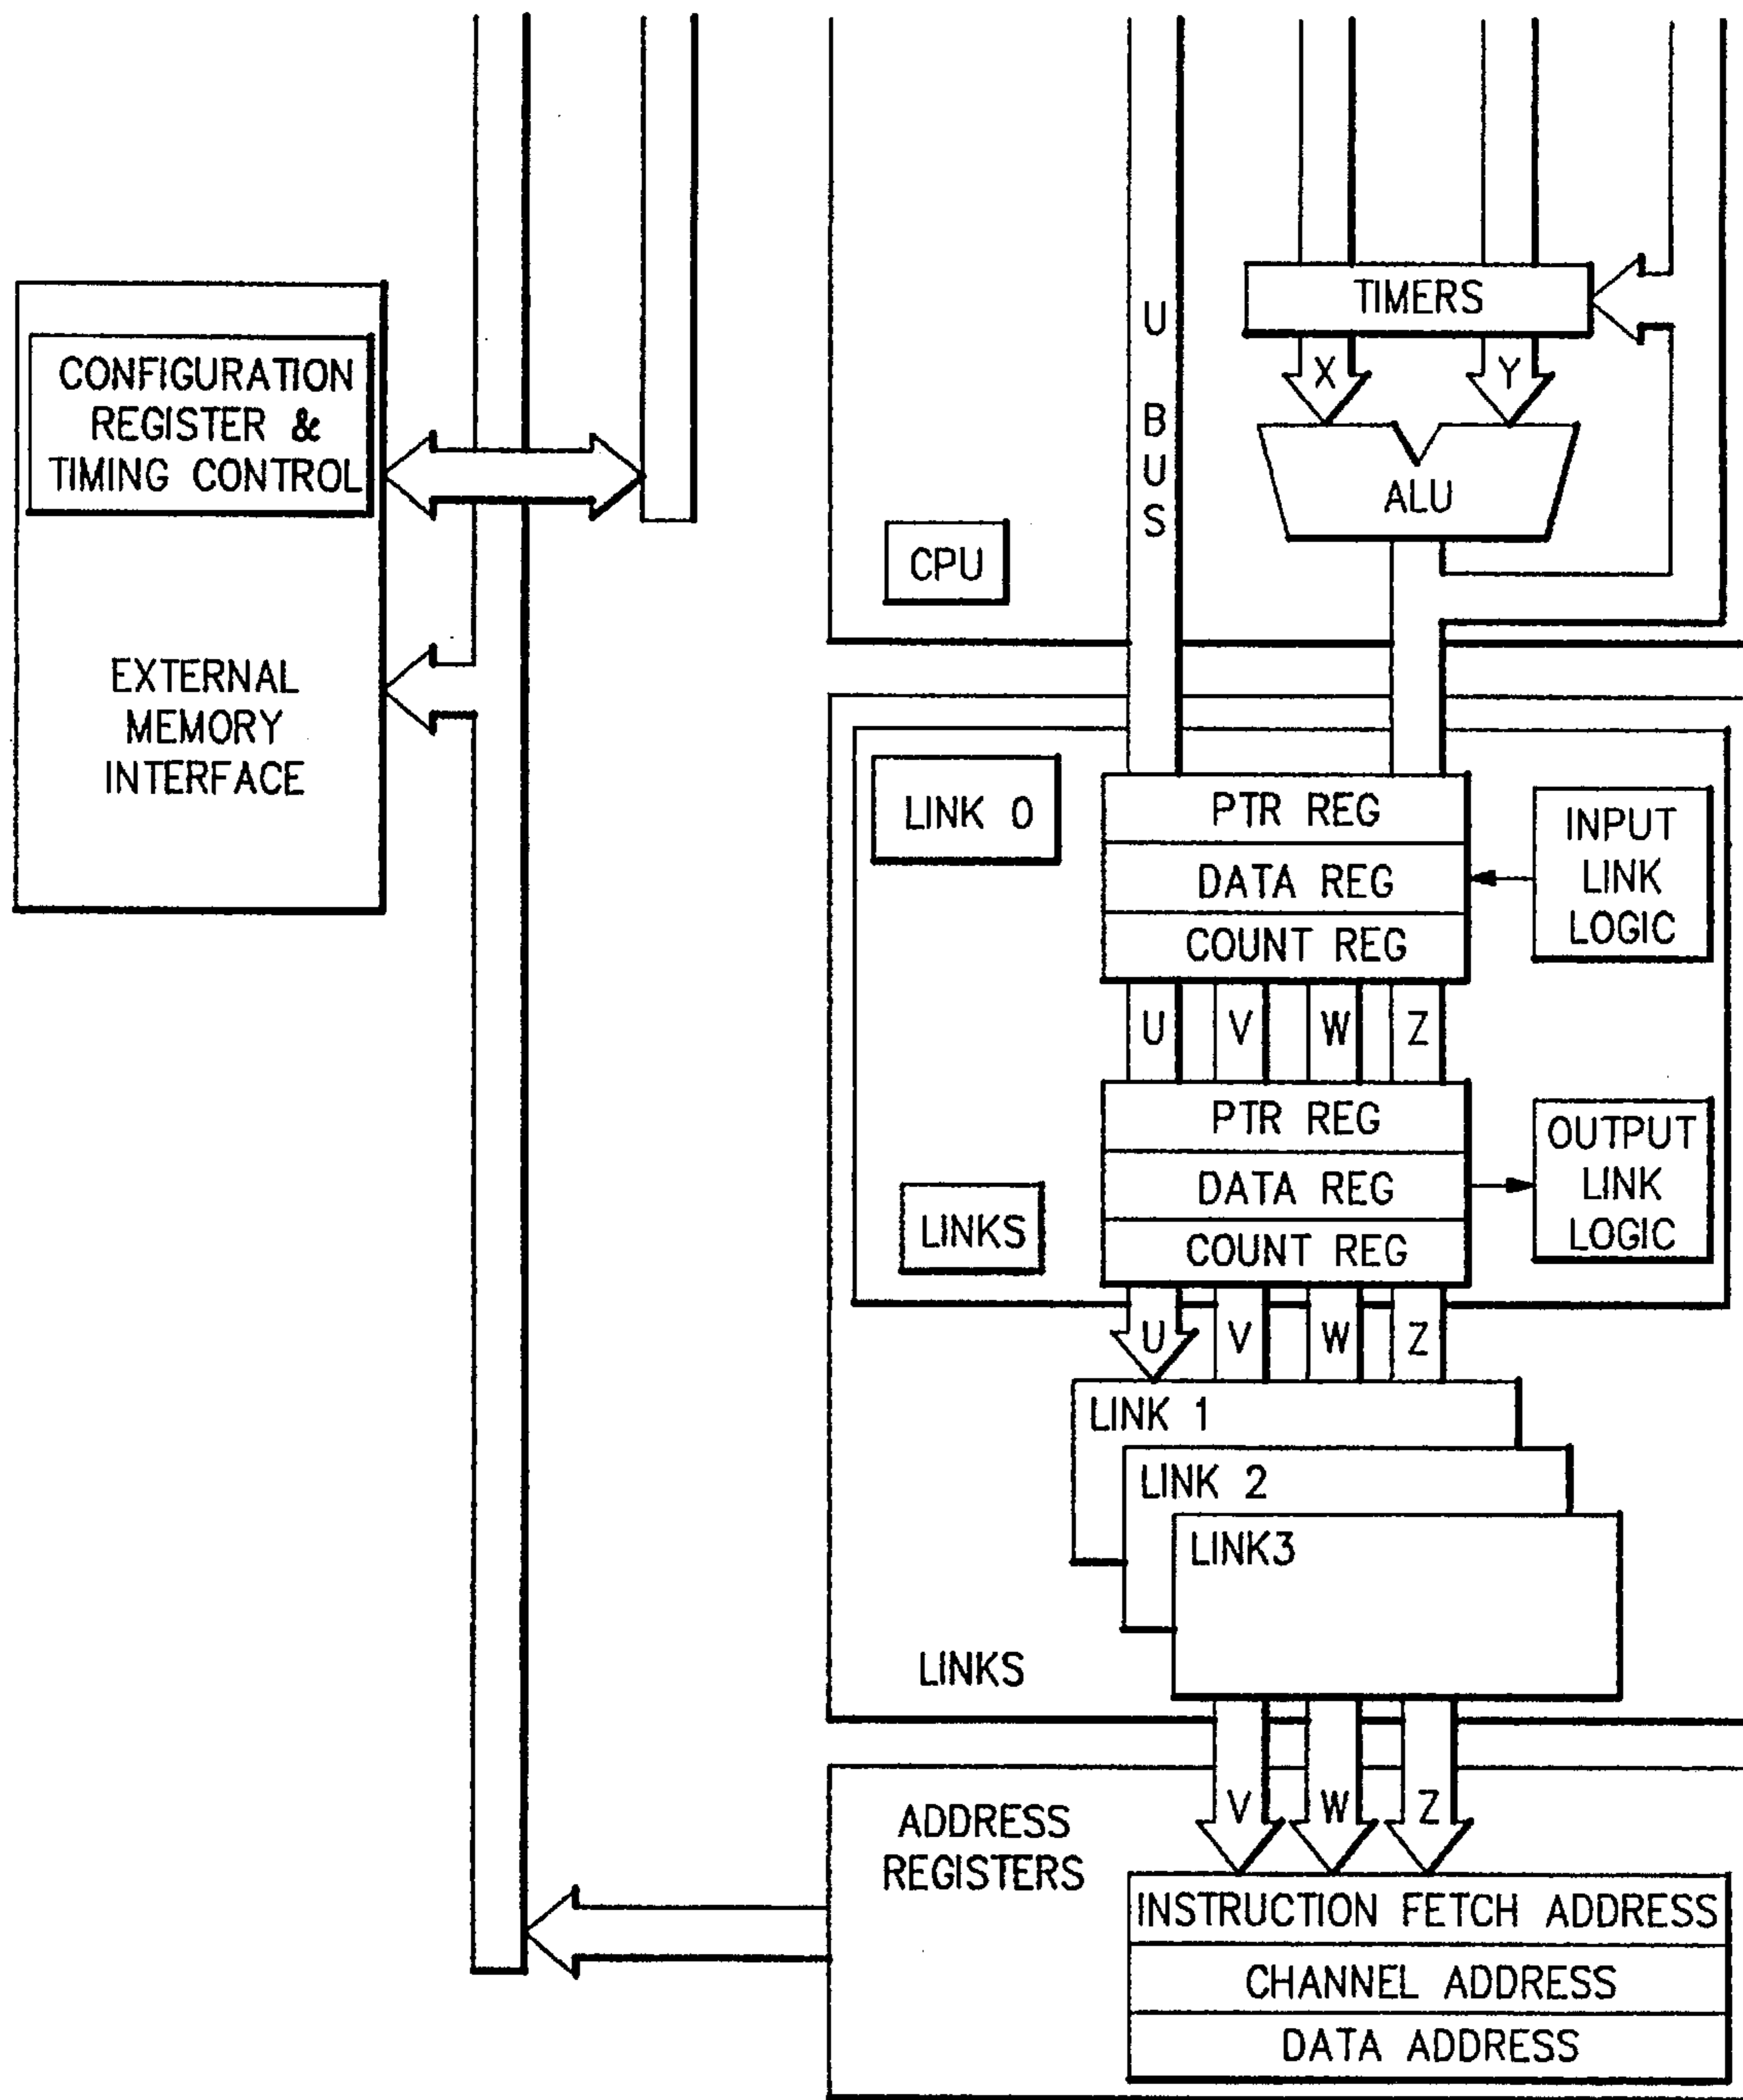 CONFIGURATION
REGISTER &
TIMING CONTROL
EXTERNAL
MEMORY
INTERFACE
U BUS
TIMERS
X
Y
ALU
CPU
LINK 0
PTR REG
DATA REG
COUNT REG
INPUT
LINK
LOGIC
U
V
W
Z
PTR REG
DATA REG
COUNT REG
OUTPUT
LINK
LOGIC
LINKS
U
V
W
Z
LINK 1
LINK 2
LINK3
LINKS
V
W
Z
ADDRESS
REGISTERS
INSTRUCTION FETCH ADDRESS
CHANNEL ADDRESS
DATA ADDRESS